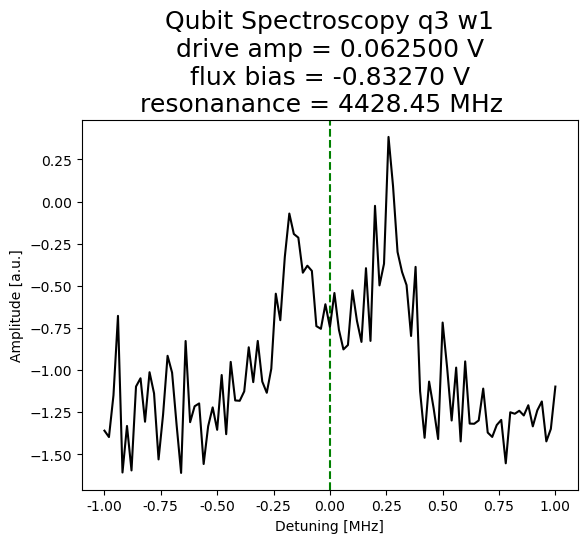 Qubit Spectroscopy q3 w1
drive amp = 0.062500 V
flux bias = -0.83270 V
resonanance = 4428.45 MHz
0.25
0.00
−0.25
−0.50
−0.75
−1.00
−1.25
−1.50
Amplitude [a.u.]
-1.00 -0.75 -0.50 -0.25 0.00 0.25 0.50 0.75 1.00
Detuning [MHz]